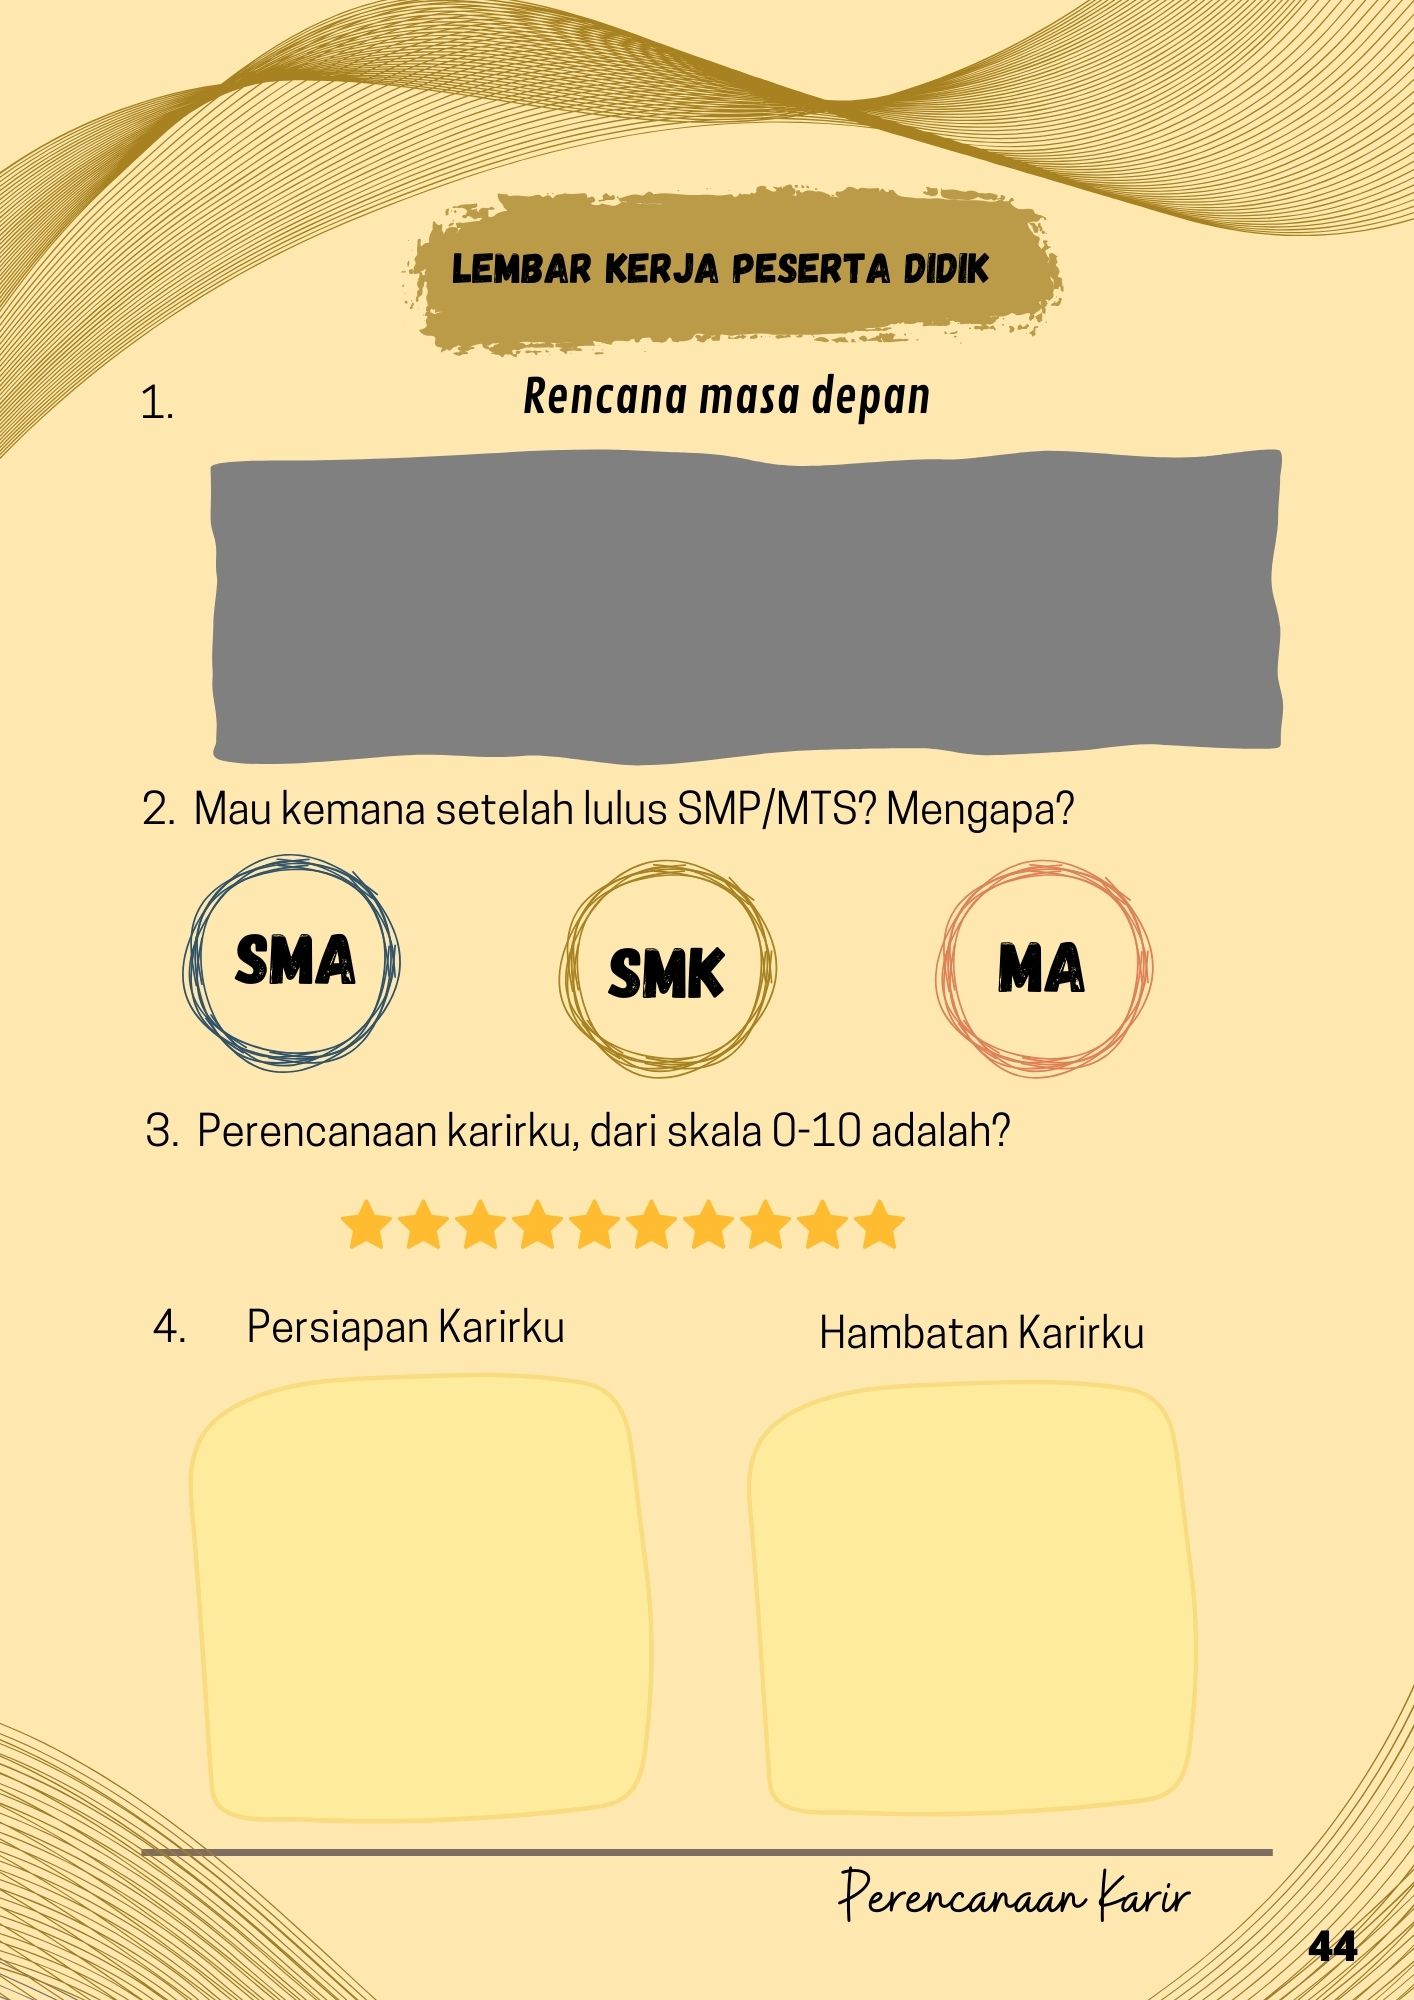 LEMBAR KERJA PESERTA DIDIK
1. Rencana masa depan
2. Mau kemana setelah lulus SMP/MTS? Mengapa?
SMA SMK MA
3. Perencanaan karirku, dari skala 0-10 adalah?
4. Persiapan Karirku Hambatan Karirku
Perencanaan Karir
44